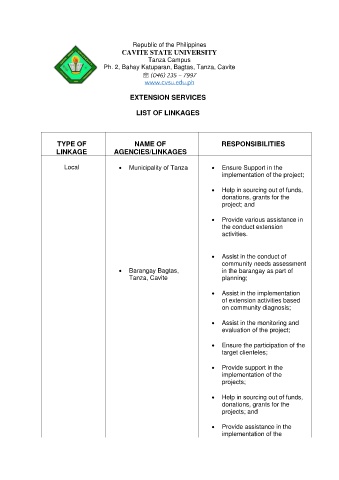 Republic of the Philippines
CAVITE STATE UNIVERSITY
Tanza Campus
Ph. 2, Bahay Katuparan, Bagtas, Tanza, Cavite
☏ (046) 235 – 7997
www.cvsu.edu.ph
EXTENSION SERVICES
LIST OF LINKAGES
TYPE OF
LINKAGE
NAME OF
AGENCIES/LINKAGES
RESPONSIBILITIES
Local
• Municipality of Tanza
• Ensure Support in the
implementation of the project;
• Help in sourcing out of funds,
donations, grants for the
project; and
• Provide various assistance in
the conduct extension
activities.
• Barangay Bagtas,
Tanza, Cavite
• Assist in the conduct of
community needs assessment
in the barangay as part of
planning;
• Assist in the implementation
of extension activities based
on community diagnosis;
• Assist in the monitoring and
evaluation of the project;
• Ensure the participation of the
target clienteles;
• Provide support in the
implementation of the
projects,
• Help in sourcing out of funds,
donations, grants for the
projects; and
• Provide assistance in the
implementation of the